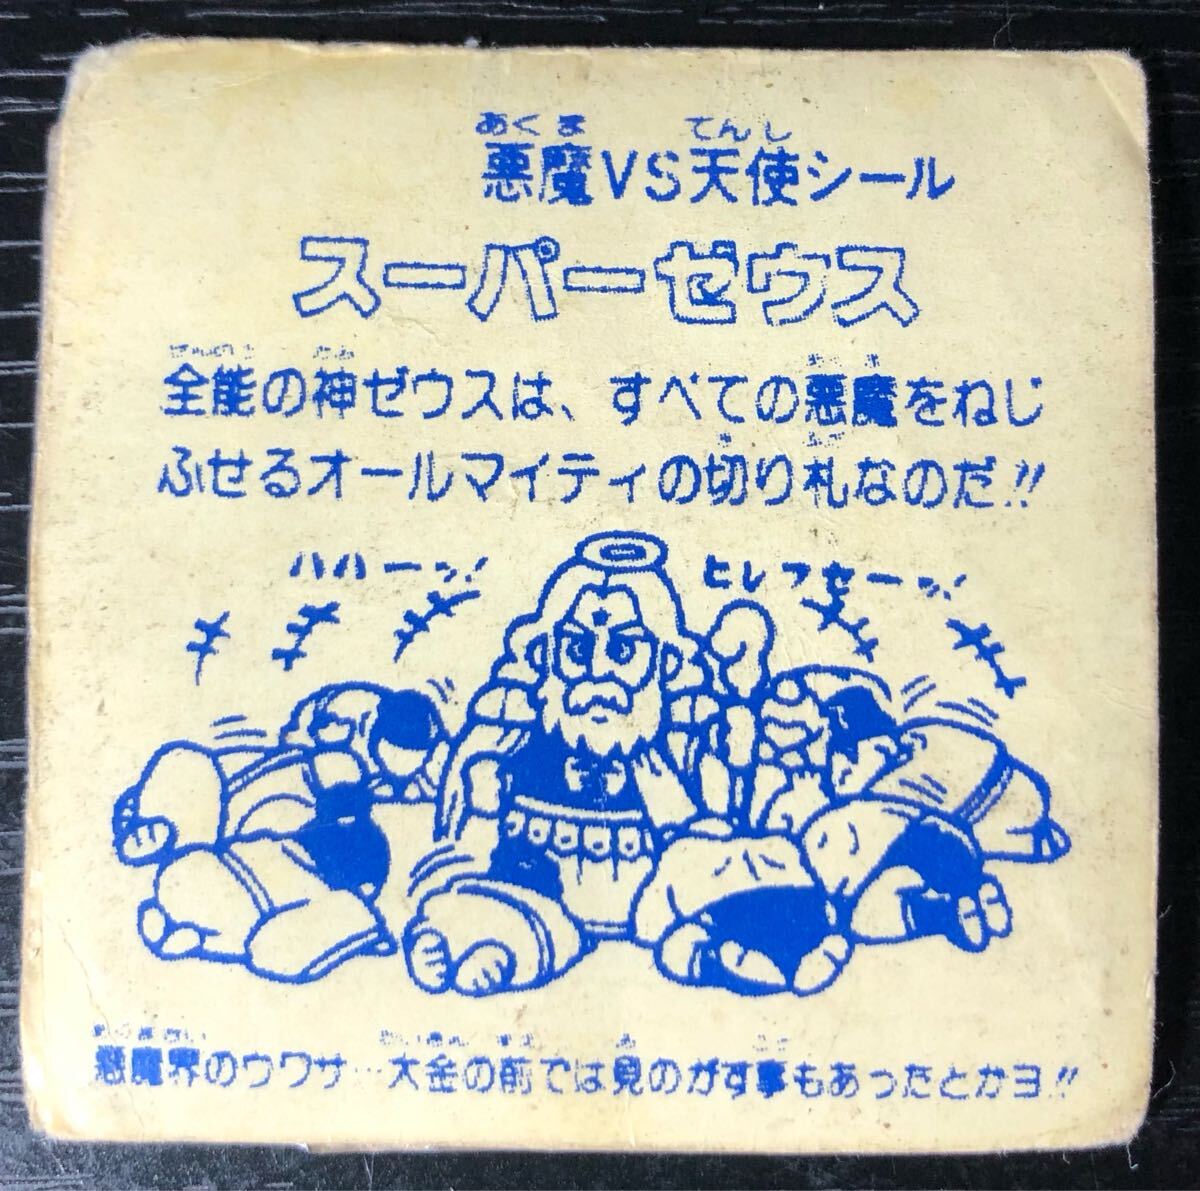 あくま てんし
悪魔VS天使シール
スーパーゼウス
全能の神ゼウスは、すべての悪魔をねじ
ふせるオールマイティの切り札なのだ!!
ハハーッ!
ヒレフセーッ!
悪魔界のウワサ…大金の前では見のがす事もあったとかヨ!!